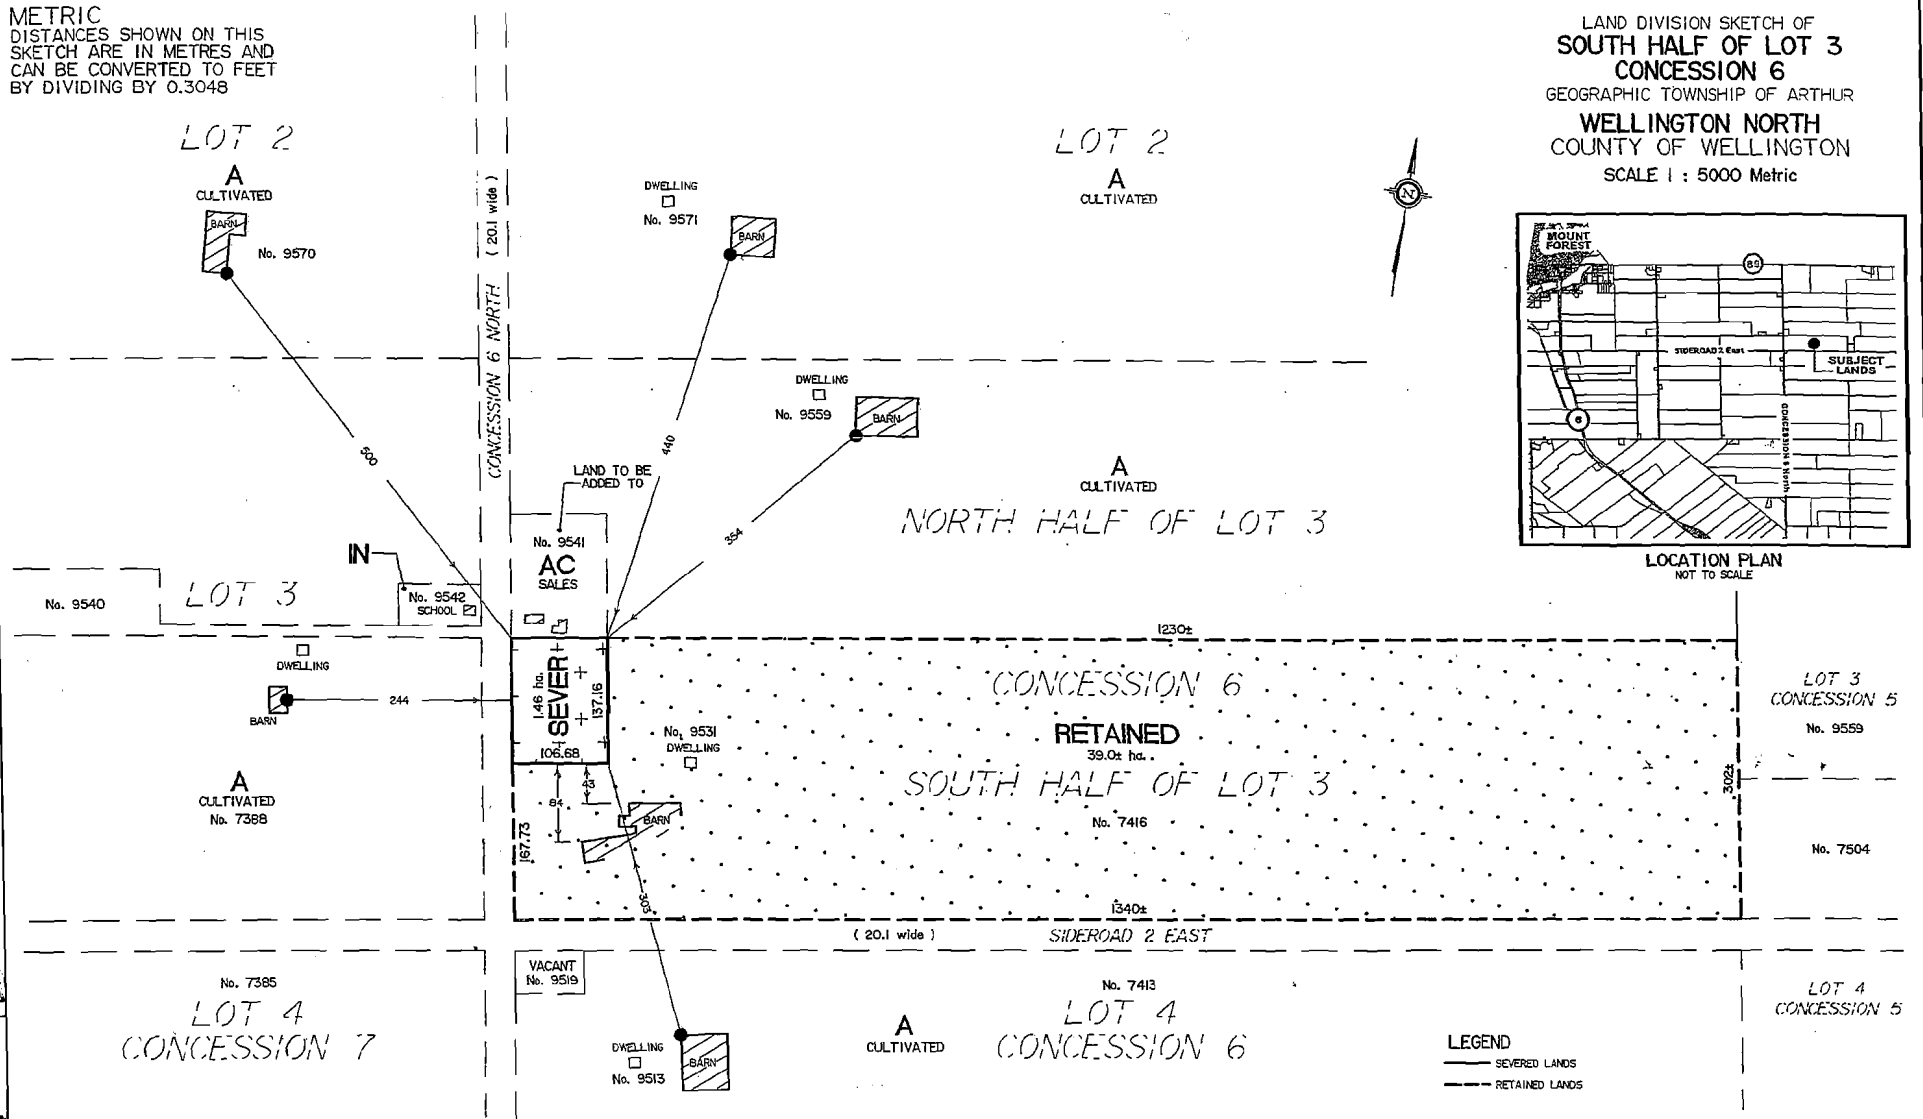 METRIC
DISTANCES SHOWN ON THIS
SKETCH ARE IN METRES AND
CAN BE CONVERTED TO FEET
BY DIVIDING BY 0.3048
LAND DIVISION SKETCH OF
SOUTH HALF OF LOT 3
CONCESSION 6
GEOGRAPHIC TOWNSHIP OF ARTHUR
WELLINGTON NORTH
COUNTY OF WELLINGTON
SCALE 1 : 5000 Metric
LOT 2
A
CULTIVATED
BARN
No. 9570
( 20.1 wide )
CONCESSION 6 NORTH
DWELLING
No. 9571
BARN
LOT 2
A
CULTIVATED
N
MOUNT
FOREST
89
SIDEROAD 2 East
SUBJECT
LANDS
CONCESSION 6 North
6
LOCATION PLAN
NOT TO SCALE
500
440
354
DWELLING
No. 9559
BARN
A
CULTIVATED
NORTH HALF OF LOT 3
LAND TO BE
ADDED TO
No. 9541
AC
SALES
IN
No. 9542
SCHOOL
No. 9540
LOT 3
DWELLING
BARN
244
A
CULTIVATED
No. 7388
1.46 ha.
SEVER
137.16
106.68
1230±
CONCESSION 6
RETAINED
39.0± ha.
SOUTH HALF OF LOT 3
No. 7416
No. 9531
DWELLING
84
43
BARN
167.73
303
302±
1340±
LOT 3
CONCESSION 5
No. 9559
No. 7504
( 20.1 wide )
SIDEROAD 2 EAST
No. 7385
LOT 4
CONCESSION 7
VACANT
No. 9519
DWELLING
No. 9513
BARN
A
CULTIVATED
No. 7413
LOT 4
CONCESSION 6
LOT 4
CONCESSION 5
LEGEND
SEVERED LANDS
RETAINED LANDS